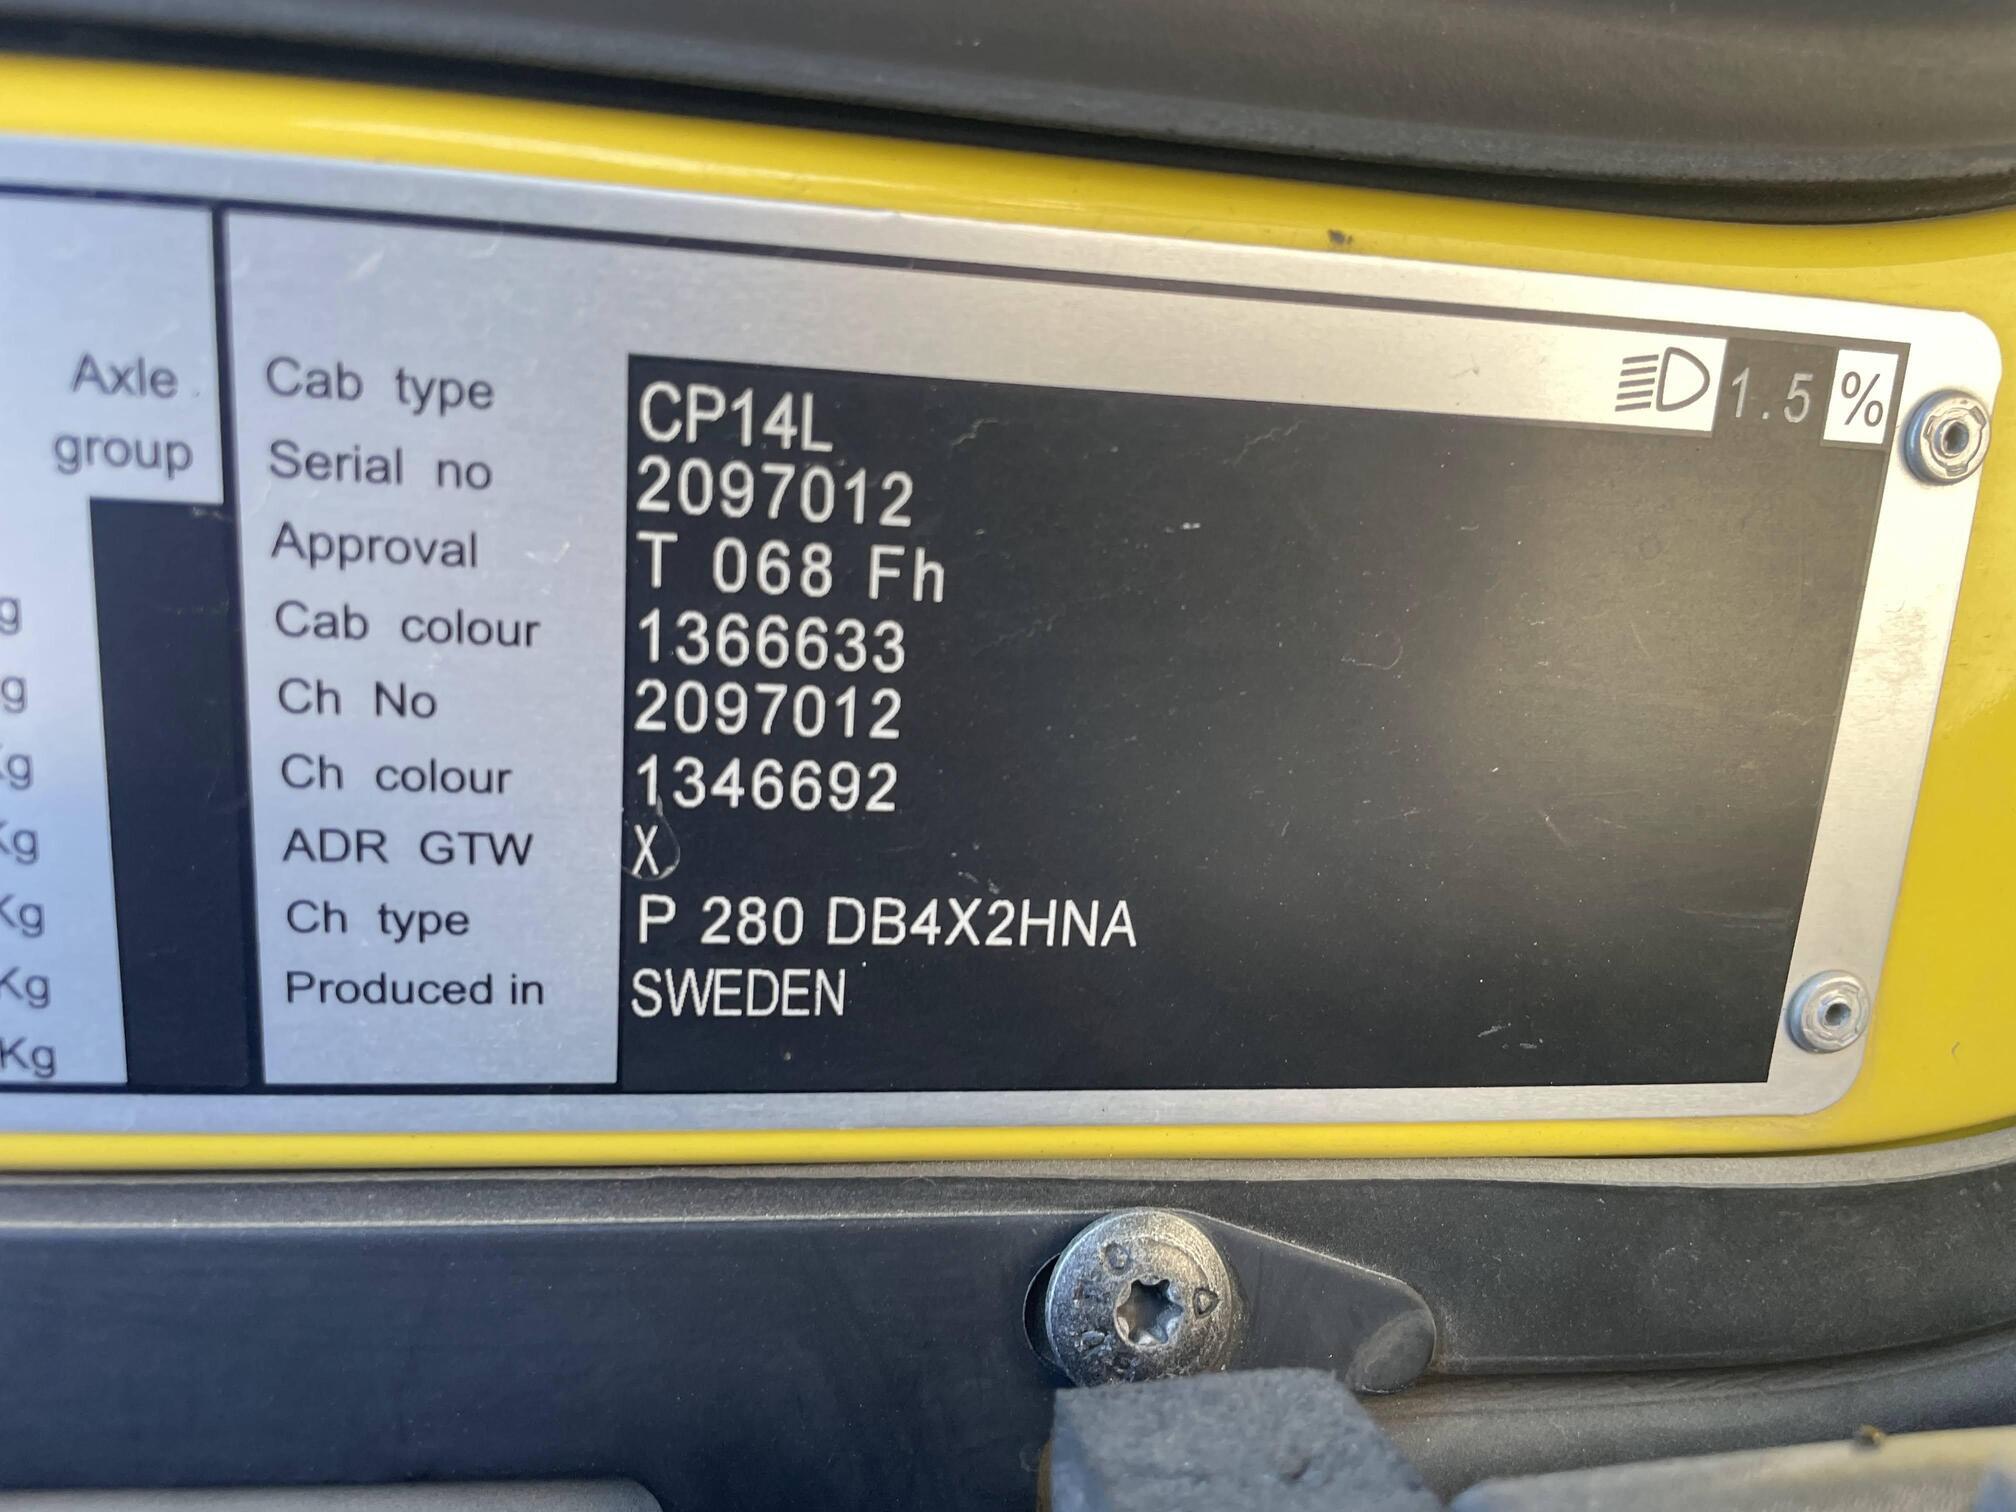 Axle
group
1.5 %
Cab type CP14L
Serial no 2097012
Approval T 068 Fh
Cab colour 1366633
Ch No 2097012
Ch colour 1346692
ADR GTW X
Ch type P 280 DB4X2HNA
Produced in SWEDEN
g
g
Kg
Kg
Kg
Kg
Kg